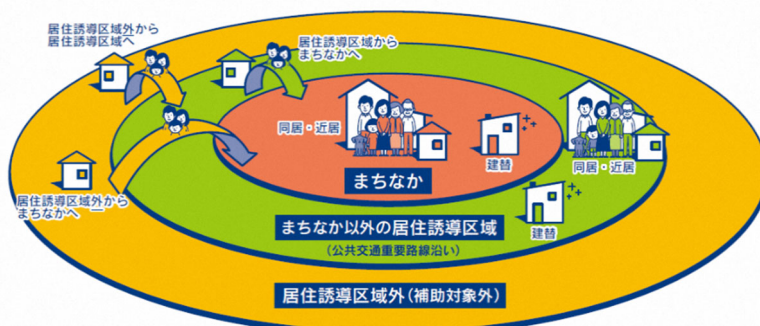 居住誘導区域外から
居住誘導区域へ
居住誘導区域から
まちなかへ
同居・近居
建替
同居・近居
まちなか
居住誘導区域外から
まちなかへ
建替
まちなか以外の居住誘導区域
(公共交通重要路線沿い)
居住誘導区域外(補助対象外)